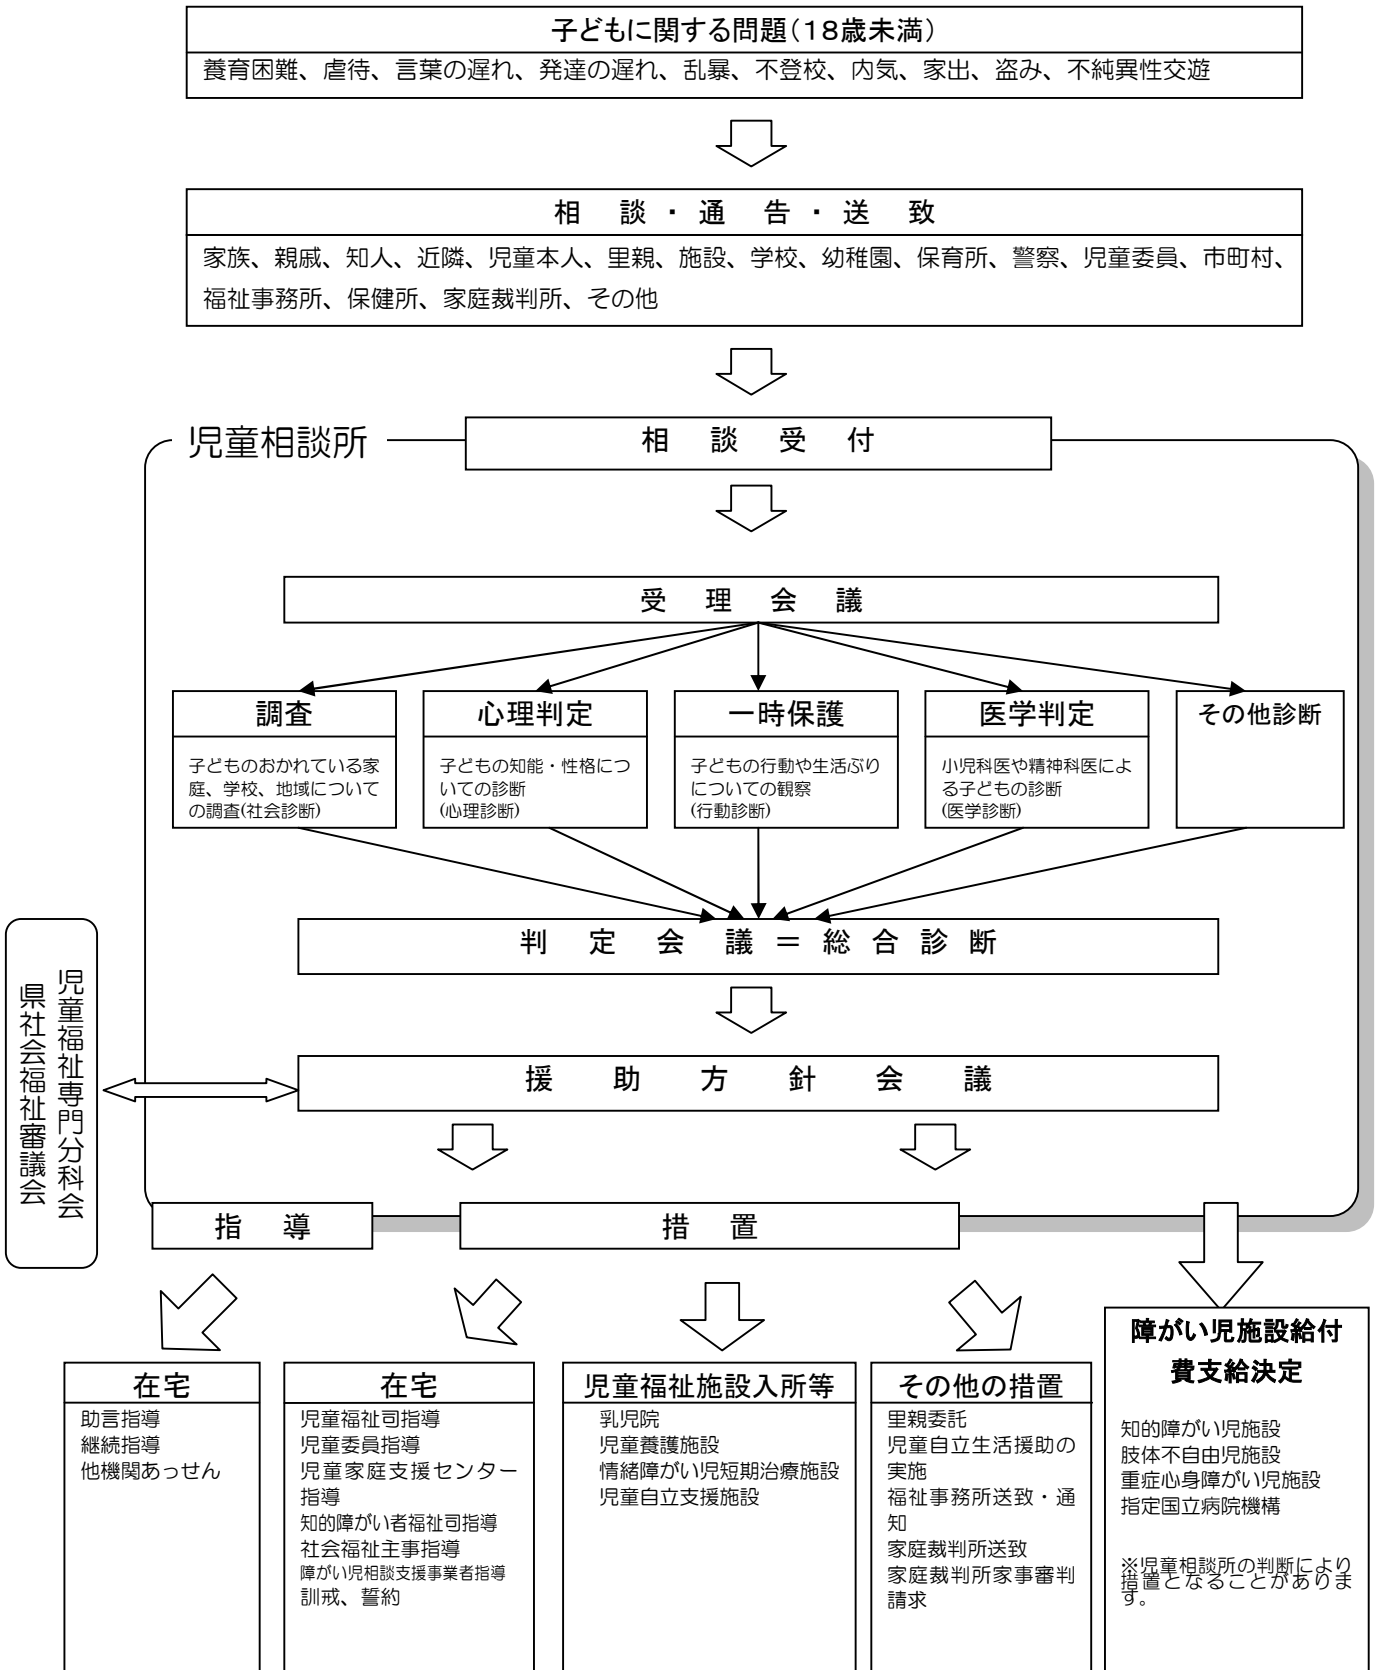 子どもに関する問題(18歳未満)
養育困難、虐待、言葉の遅れ、発達の遅れ、乱暴、不登校、内気、家出、盗み、不純異性交遊
相談・通告・送致
家族、親戚、知人、近隣、児童本人、里親、施設、学校、幼稚園、保育所、警察、児童委員、市町村、
福祉事務所、保健所、家庭裁判所、その他
児童相談所
相談受付
受理会議
調査
子どものおかれている家
庭、学校、地域について
の調査(社会診断)
心理判定
子どもの知能・性格につ
いての診断
(心理診断)
一時保護
子どもの行動や生活ぶり
についての観察
(行動診断)
医学判定
小児科医や精神科医によ
る子どもの診断
(医学診断)
その他診断
判定会議=総合診断
援助方針会議
県社会福祉審議会
児童福祉専門分科会
指導
措置
在宅
助言指導
継続指導
他機関あっせん
在宅
児童福祉司指導
児童委員指導
児童家庭支援センター
指導
知的障がい者福祉司指導
社会福祉主事指導
障がい児相談支援事業者指導
訓戒、誓約
児童福祉施設入所等
乳児院
児童養護施設
情緒障がい児短期治療施設
児童自立支援施設
その他の措置
里親委託
児童自立生活援助の
実施
福祉事務所送致・通
知
家庭裁判所送致
家庭裁判所家事審判
請求
障がい児施設給付
費支給決定
知的障がい児施設
肢体不自由児施設
重症心身障がい児施設
指定国立病院機構
※児童相談所の判断により
措置となることがありま
す。